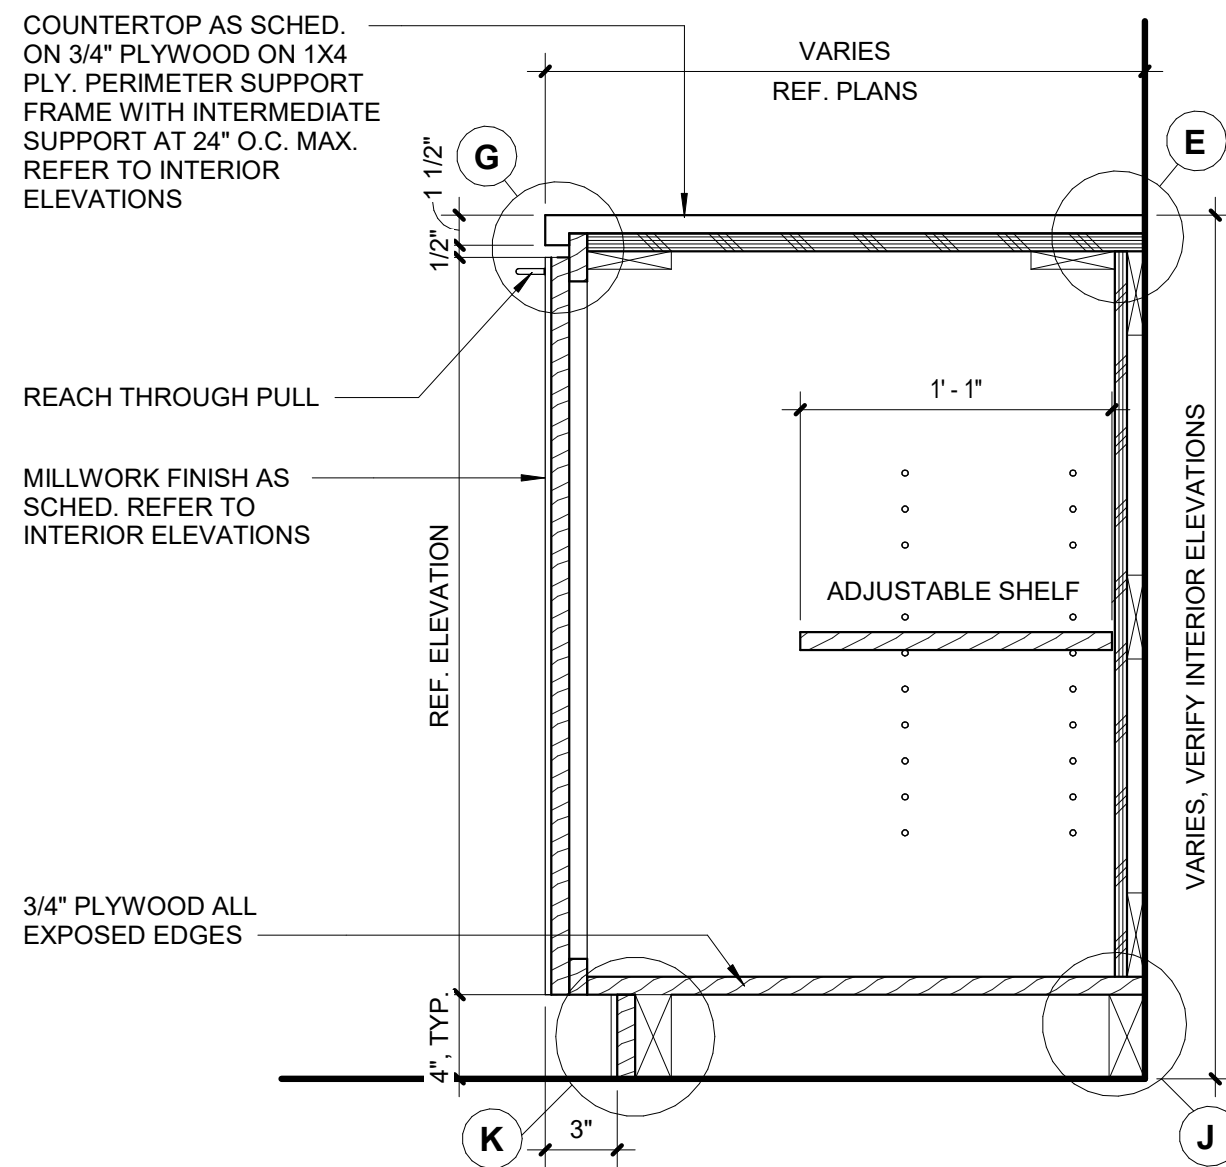 COUNTERTOP AS SCHED.
ON 3/4" PLYWOOD ON 1X4
PLY. PERIMETER SUPPORT
FRAME WITH INTERMEDIATE
SUPPORT AT 24" O.C. MAX.
REFER TO INTERIOR
ELEVATIONS
VARIES
REF. PLANS
G
E
1 1/2"
1/2"
REACH THROUGH PULL
1' - 1"
MILLWORK FINISH AS
SCHED. REFER TO
INTERIOR ELEVATIONS
REF. ELEVATION
ADJUSTABLE SHELF
VARIES, VERIFY INTERIOR ELEVATIONS
3/4" PLYWOOD ALL
EXPOSED EDGES
4", TYP.
K
3"
J